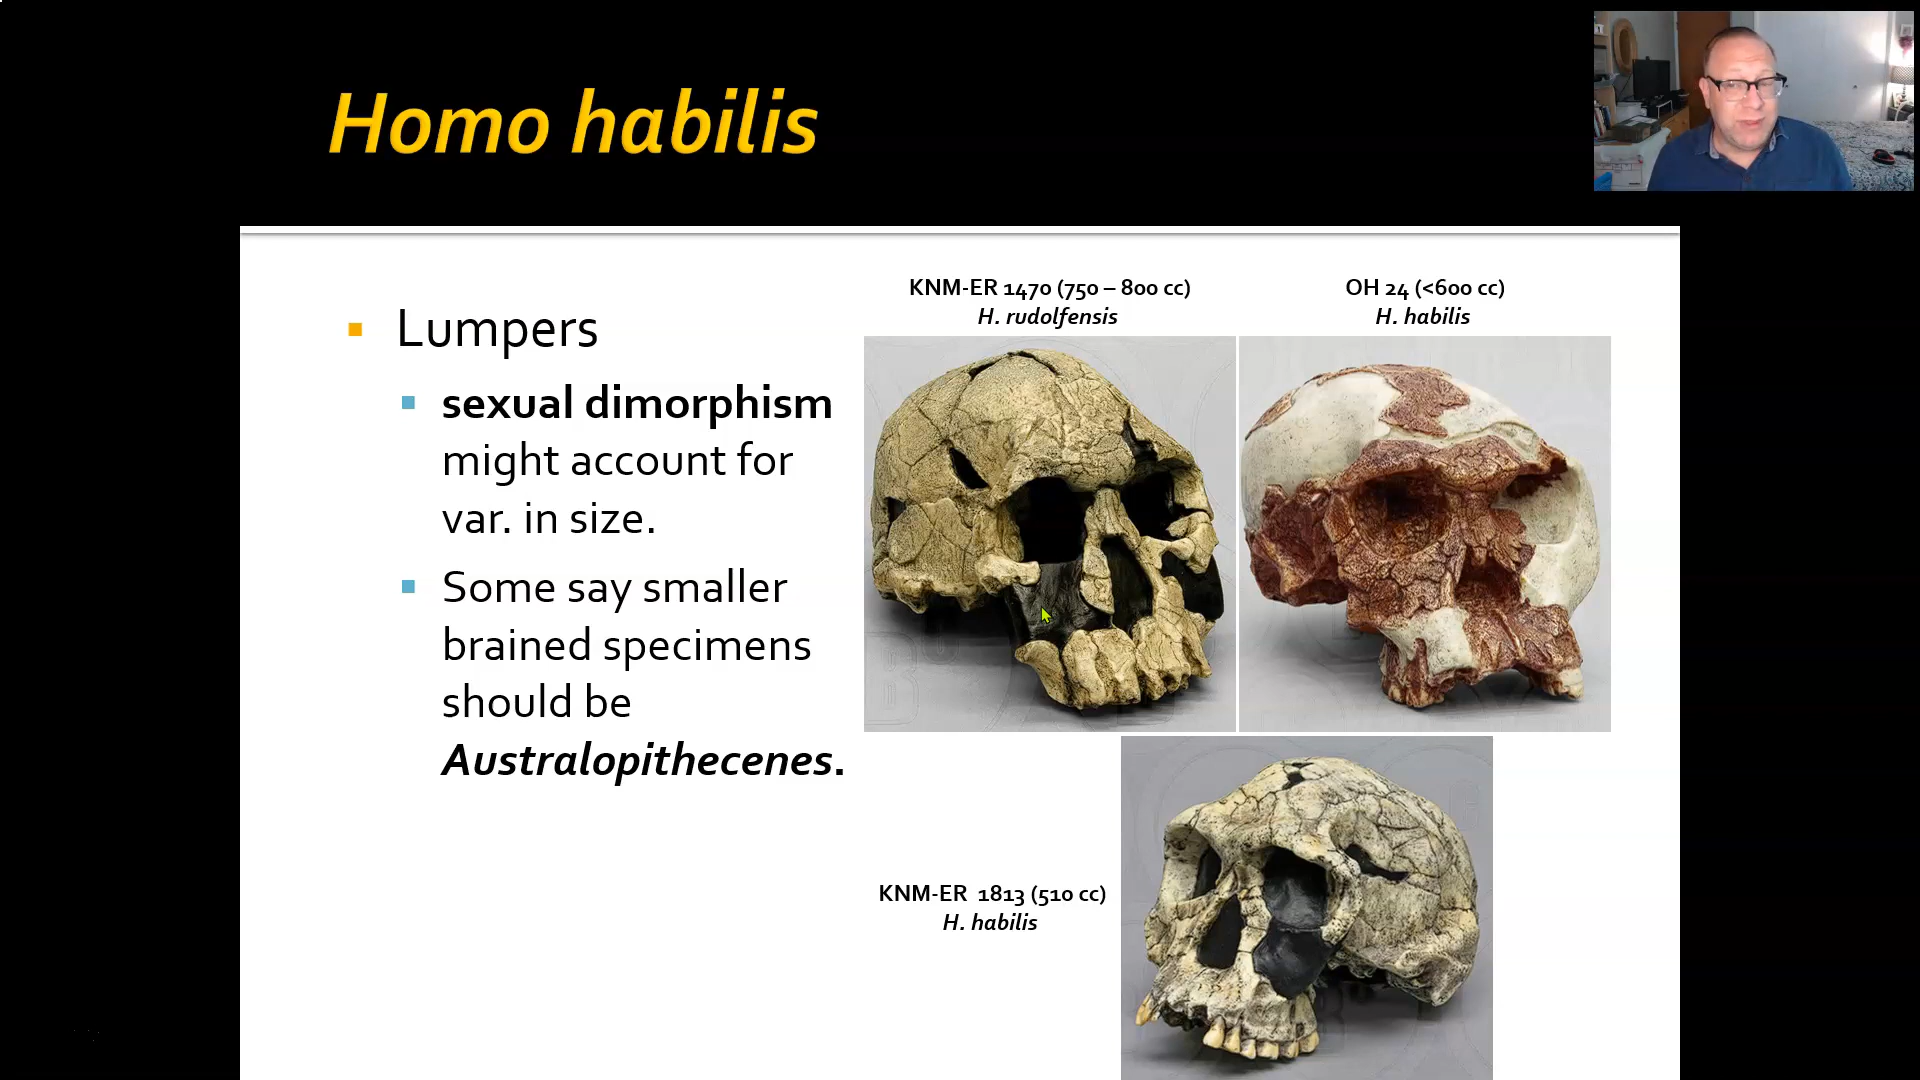 Homo habilis
Lumpers
sexual dimorphism
might account for
var. in size.
Some say smaller
brained specimens
should be
Australopithecenes.
KNM-ER 1470 (750 – 800 cc)
H. rudolfensis
OH 24 (<600 cc)
H. habilis
KNM-ER 1813 (510 cc)
H. habilis